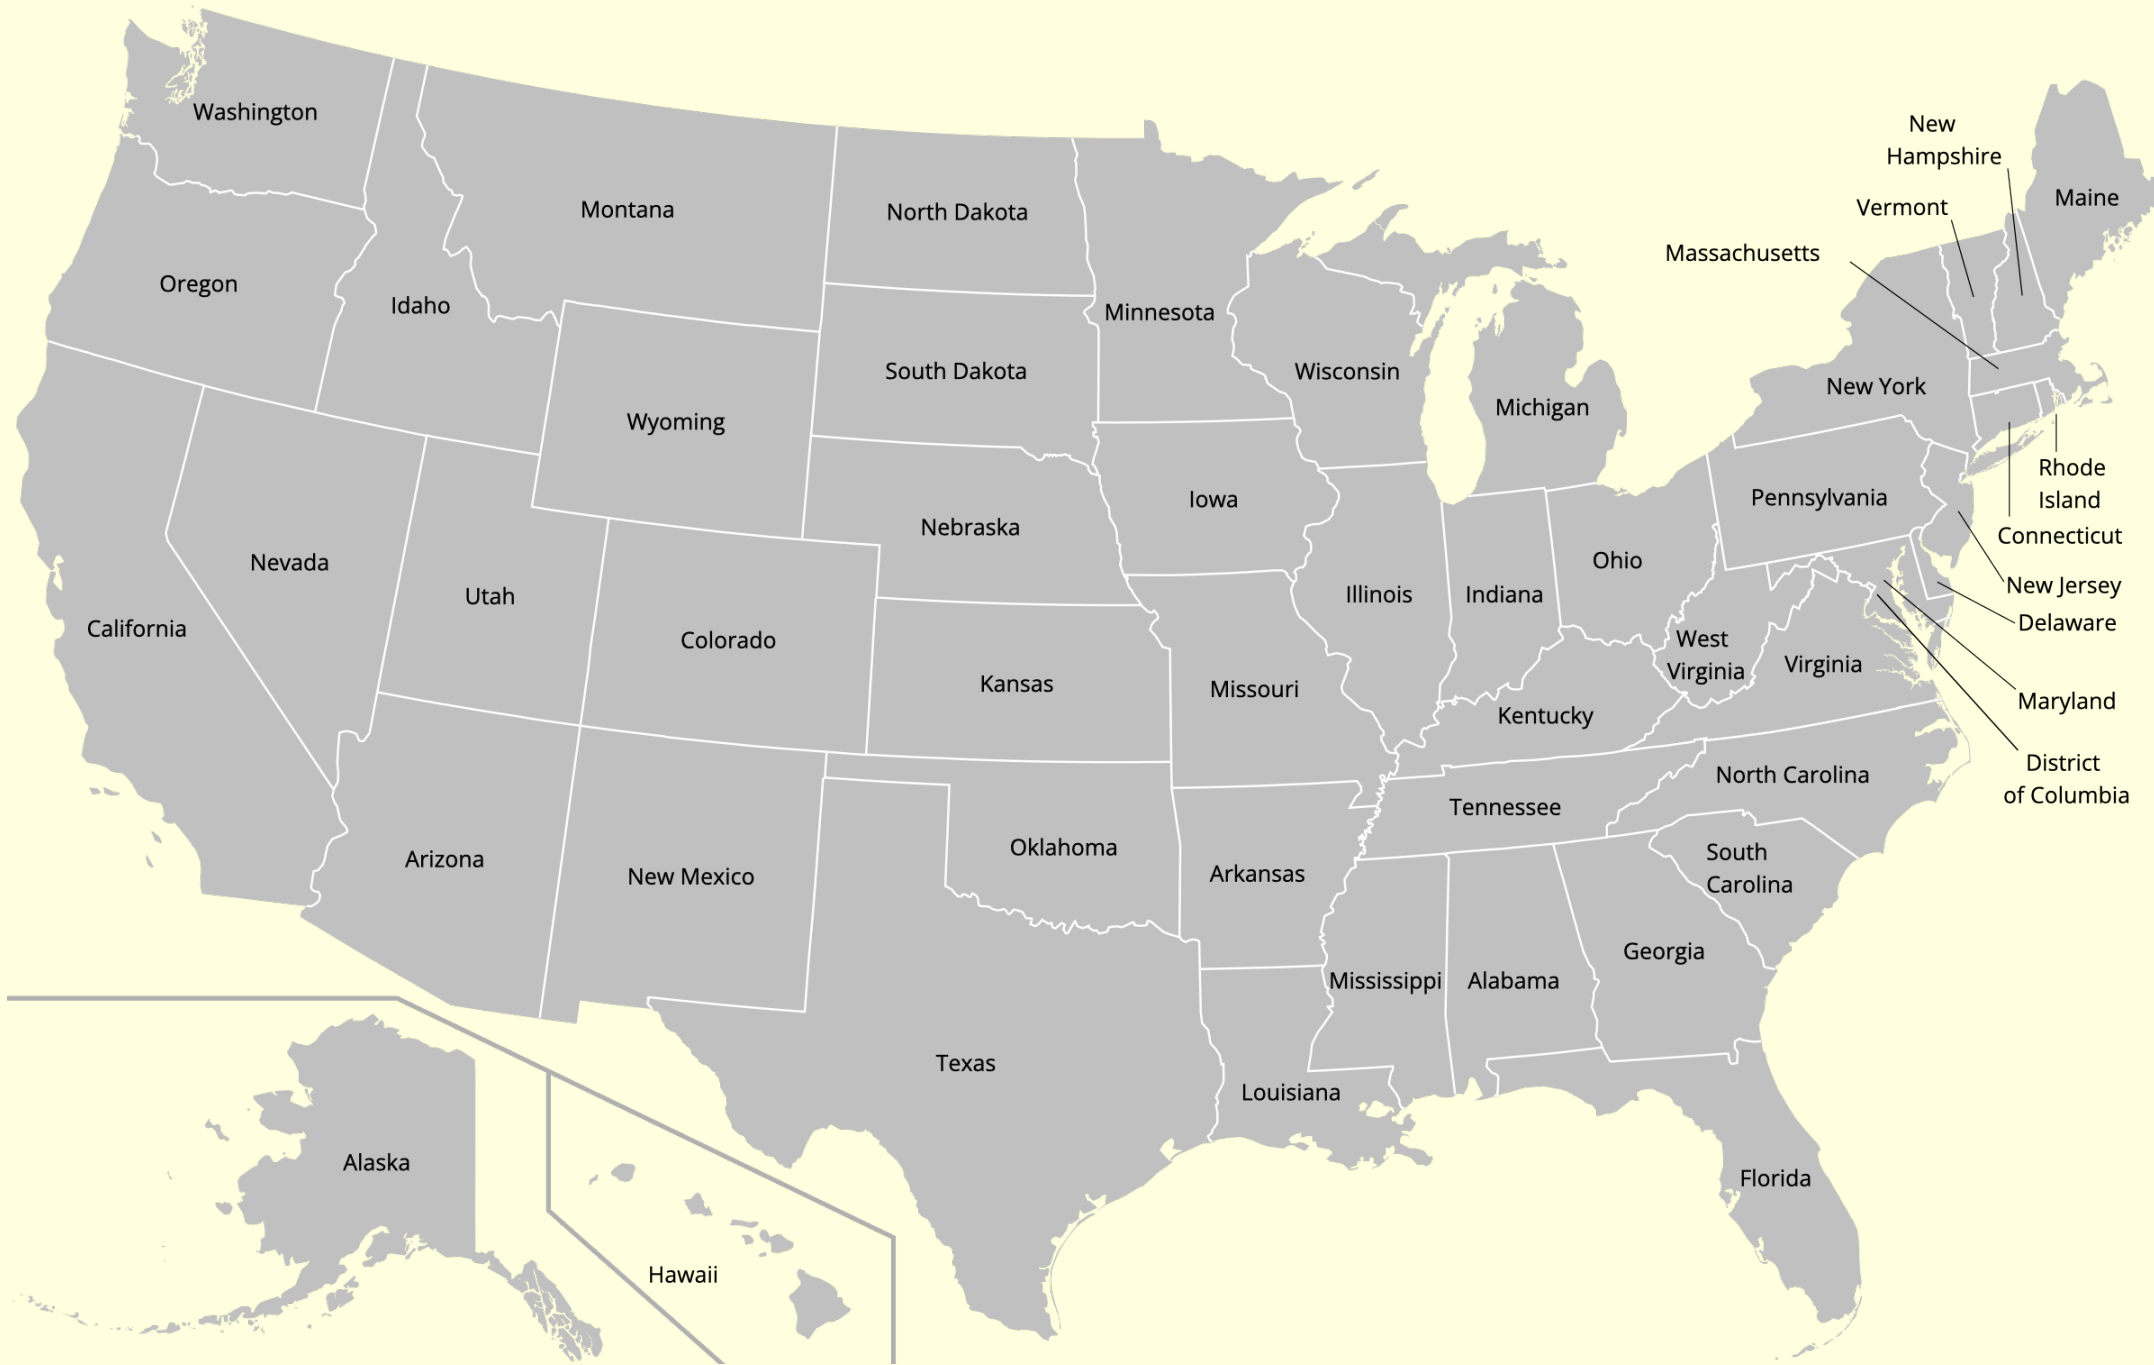 Washington
Montana
North Dakota
Minnesota
New
Hampshire
Vermont
Maine
Massachusetts
Oregon
Idaho
South Dakota
Wisconsin
Michigan
New York
Wyoming
Rhode
Island
Connecticut
Pennsylvania
Iowa
Nebraska
Nevada
Utah
Ohio
New Jersey
Delaware
Illinois
Indiana
California
Colorado
West
Virginia
Virginia
Kansas
Missouri
Maryland
Kentucky
District
of Columbia
North Carolina
Tennessee
Oklahoma
Arizona
New Mexico
Arkansas
South
Carolina
Georgia
Mississippi
Alabama
Texas
Louisiana
Alaska
Florida
Hawaii